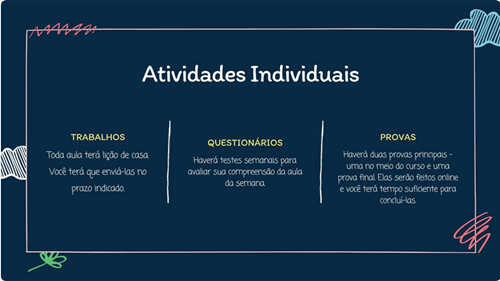 Atividades Individuais
TRABALHOS
Toda aula terá lição de casa.
Você terá que enviá-las no
prazo indicado.
QUESTIONÁRIOS
Haverá testes semanais para
avaliar sua compreensão da aula
da semana.
PROVAS
Haverá duas provas principais -
uma no meio do curso e uma
prova final. Elas serão feitos online
e você terá tempo suficiente para
concluí-las.